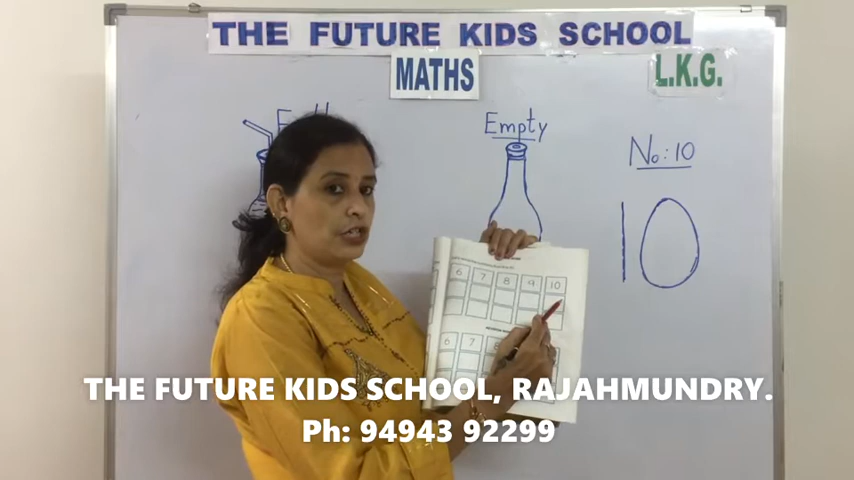 THE FUTURE KIDS SCHOOL
MATHS
L.K.G.
Empty
No: 10
10
6 7 8 9 10
6 7 8
THE FUTURE KIDS SCHOOL, RAJAHMUNDRY.
Ph: 94943 92299